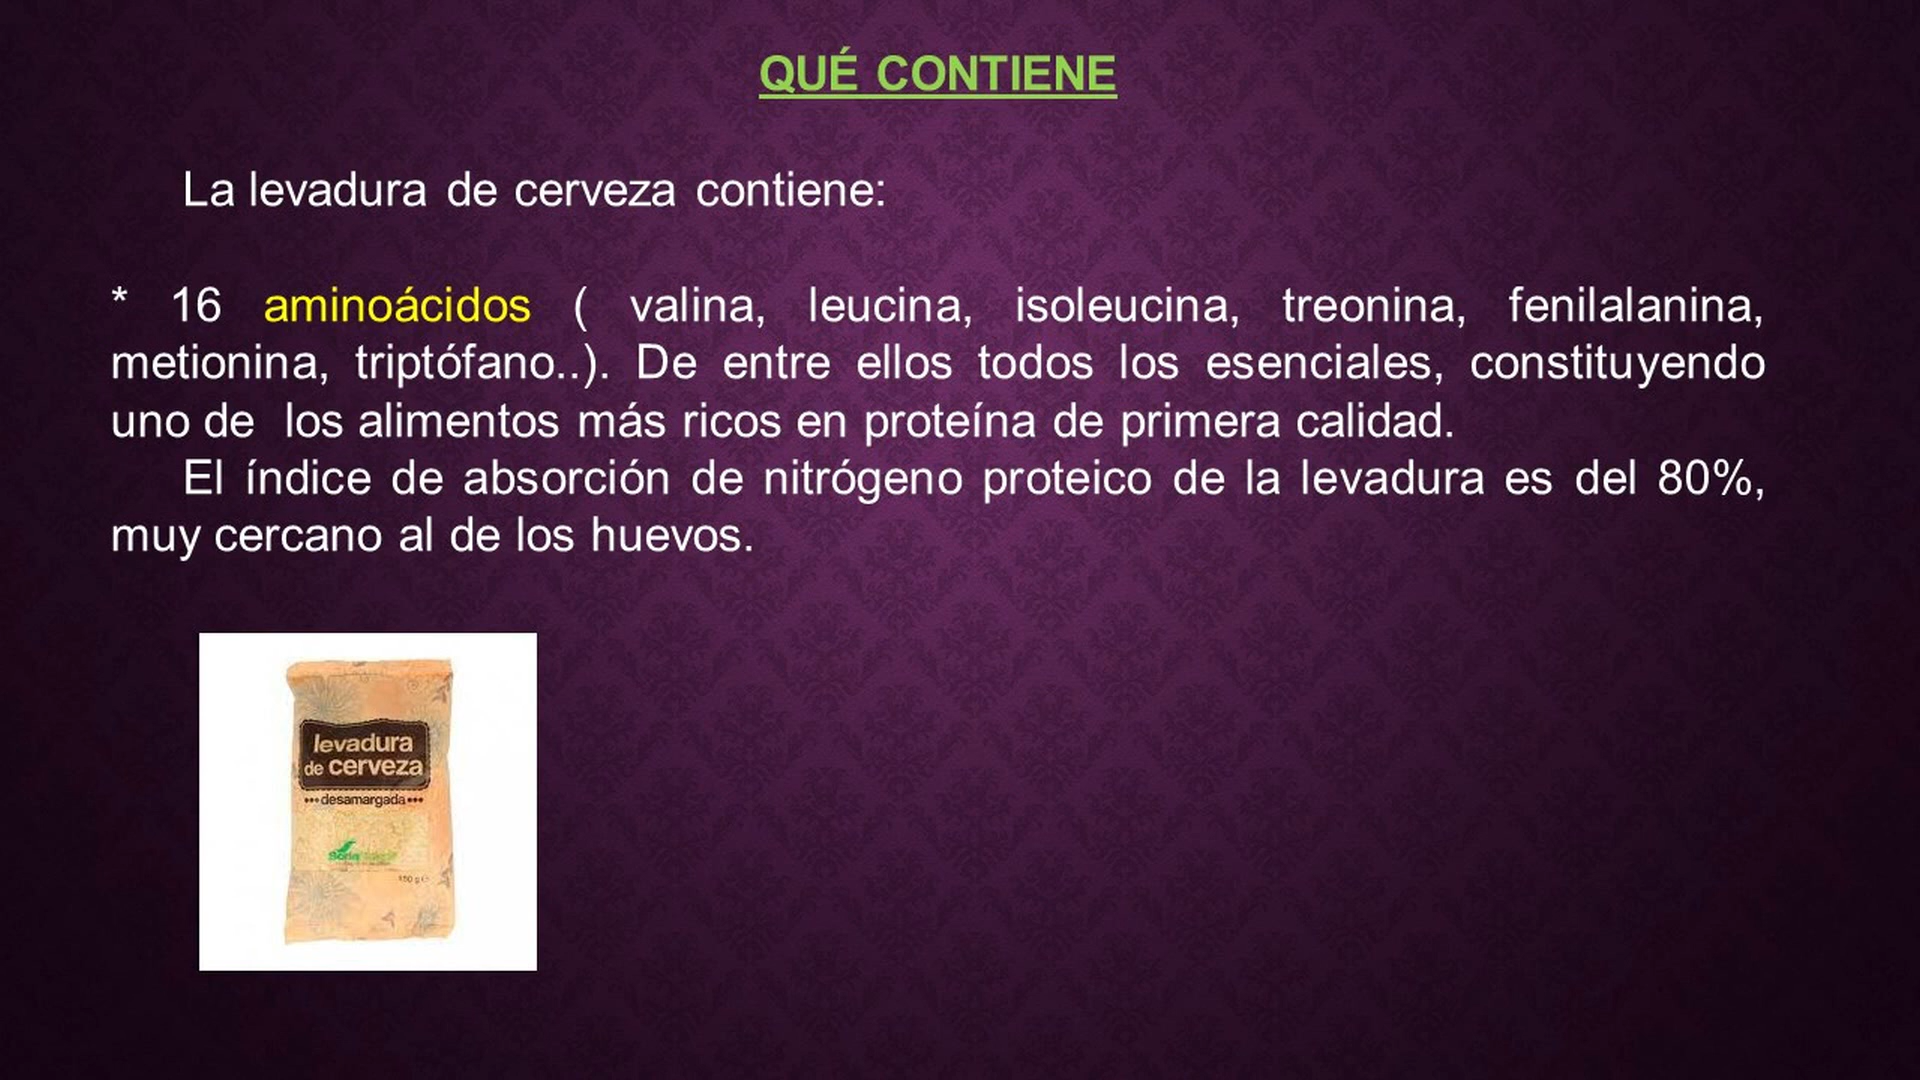 QUÉ CONTIENE
La levadura de cerveza contiene:
* 16 aminoácidos ( valina, leucina, isoleucina, treonina, fenilalanina,
metionina, triptófano..). De entre ellos todos los esenciales, constituyendo
uno de los alimentos más ricos en proteína de primera calidad.
El índice de absorción de nitrógeno proteico de la levadura es del 80%,
muy cercano al de los huevos.
levadura
de cerveza
desamargada
Soria